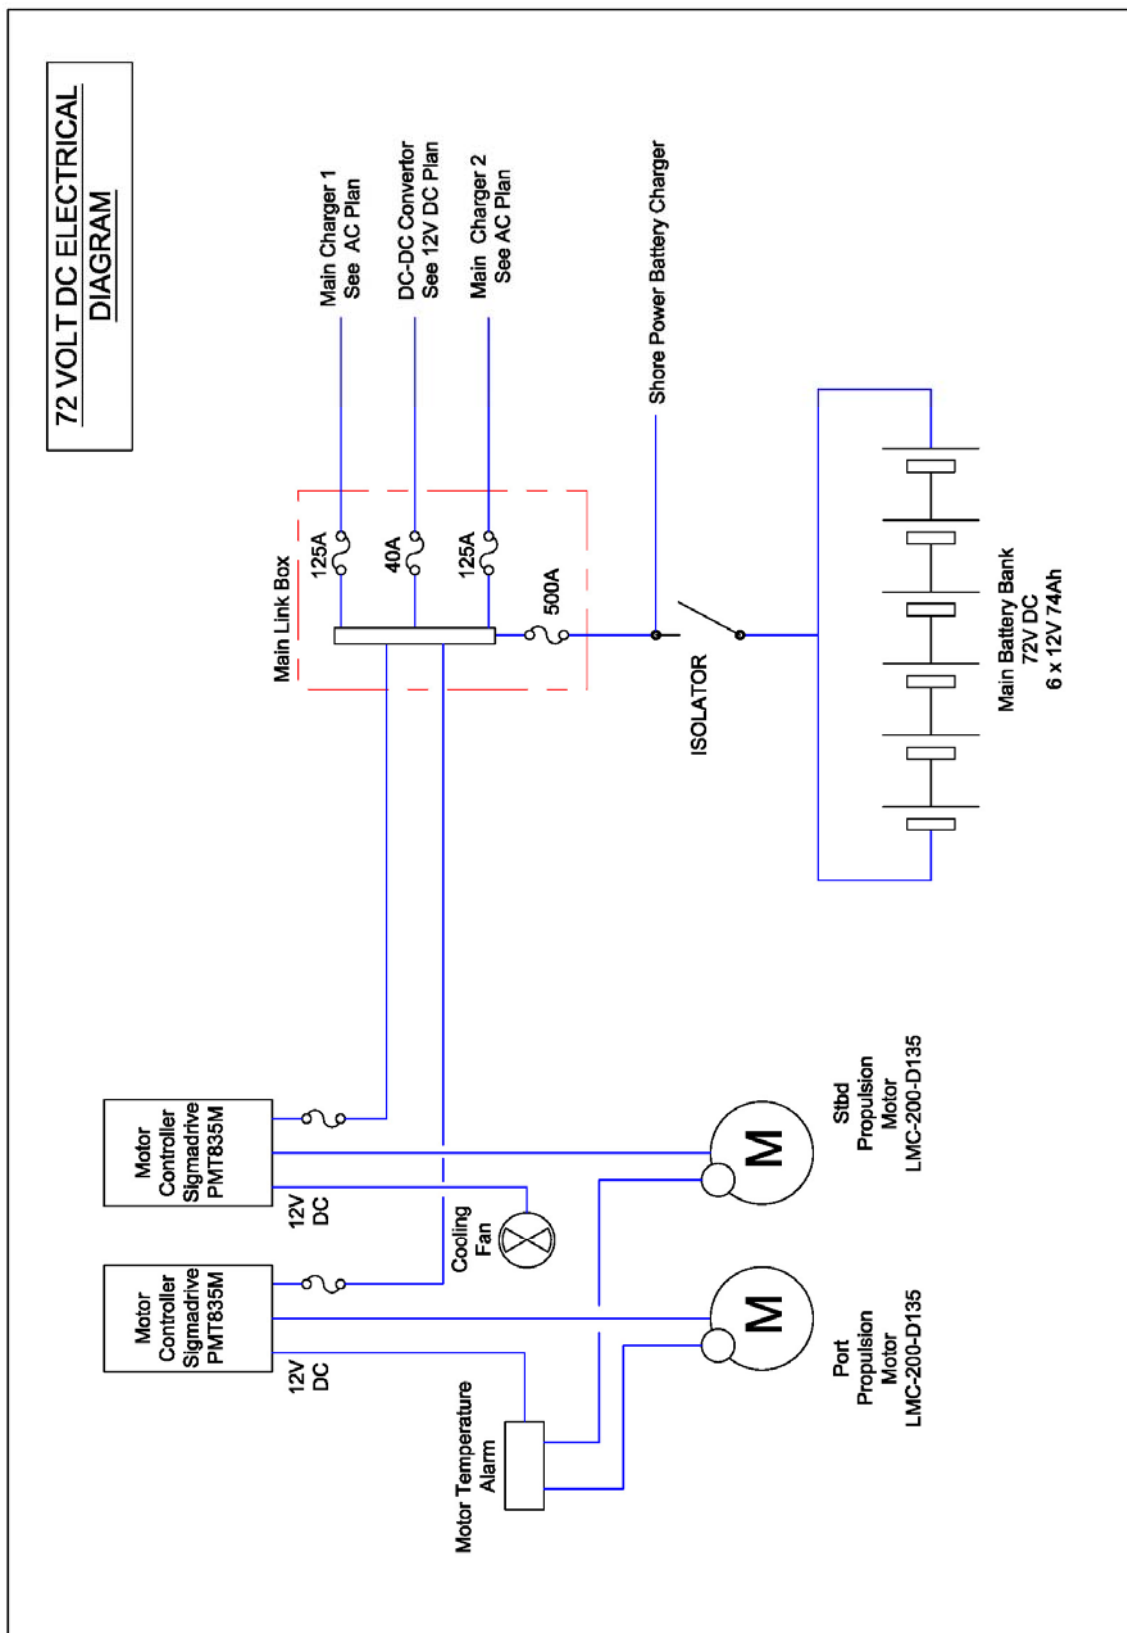 72 VOLT DC ELECTRICAL
DIAGRAM
Motor
Controller
Sigmadrive
PMT835M
12V
DC
Motor
Controller
Sigmadrive
PMT835M
12V
DC
Main Link Box
125A
40A
125A
500A
Main Charger 1
See AC Plan
DC-DC Convertor
See 12V DC Plan
Main Charger 2
See AC Plan
Motor Temperature
Alarm
Cooling
Fan
ISOLATOR
Shore Power Battery Charger
M
Port
Propulsion
Motor
LMC-200-D135
M
Stbd
Propulsion
Motor
LMC-200-D135
Main Battery Bank
72V DC
6 x 12V 74Ah